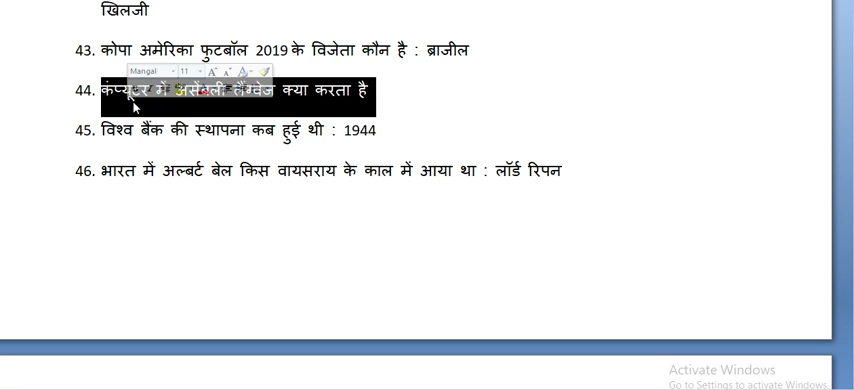 खिलजी
43. कोपा अमेरिका फुटबॉल 2019 के विजेता कौन है : ब्राजील
Mangal 11
44. कंप्यूटर में असेंबली लैंग्वेज क्या करता है
45. विश्व बैंक की स्थापना कब हुई थी : 1944
46. भारत में अल्बर्ट बेल किस वायसराय के काल में आया था : लॉर्ड रिपन
Activate Windows
Go to Settings to activate Windows.